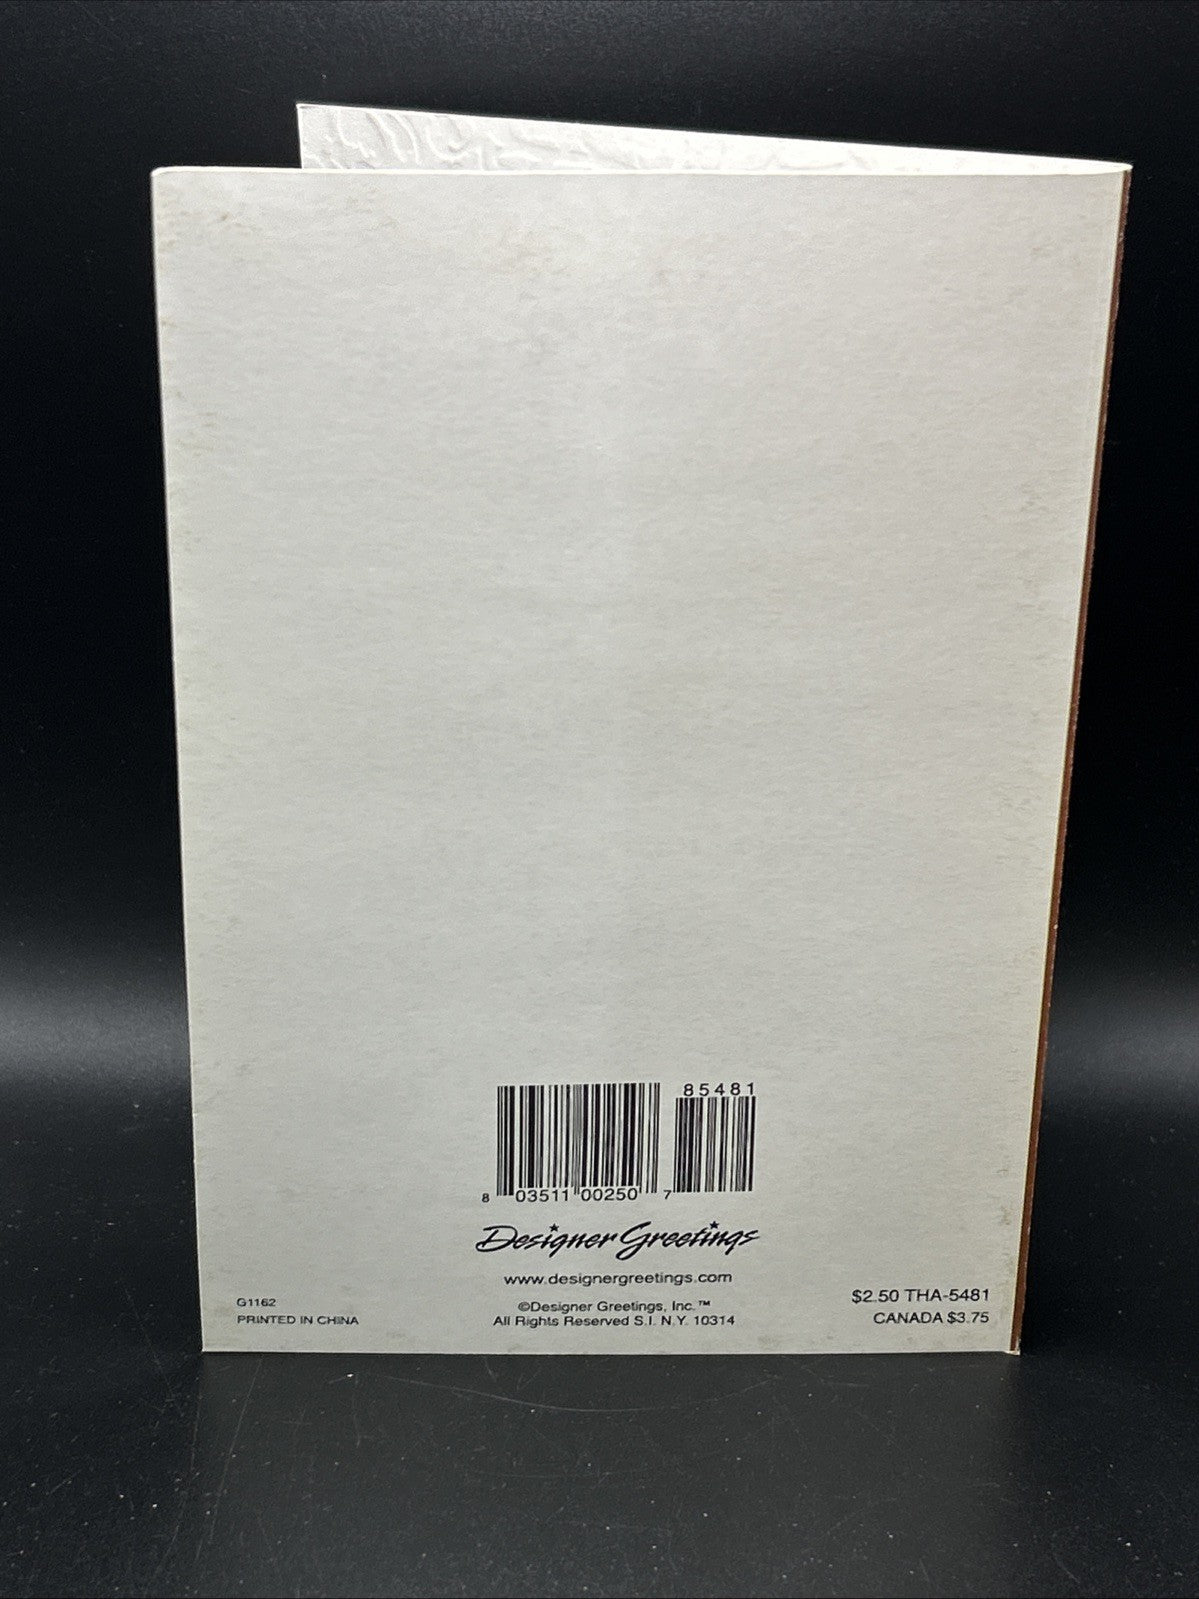 85481
8 03511 00250 7
Designer Greetings
www.designergreetings.com
©Designer Greetings, Inc.™
All Rights Reserved S.I. N.Y. 10314
G1162
PRINTED IN CHINA
$2.50 THA-5481
CANADA $3.75